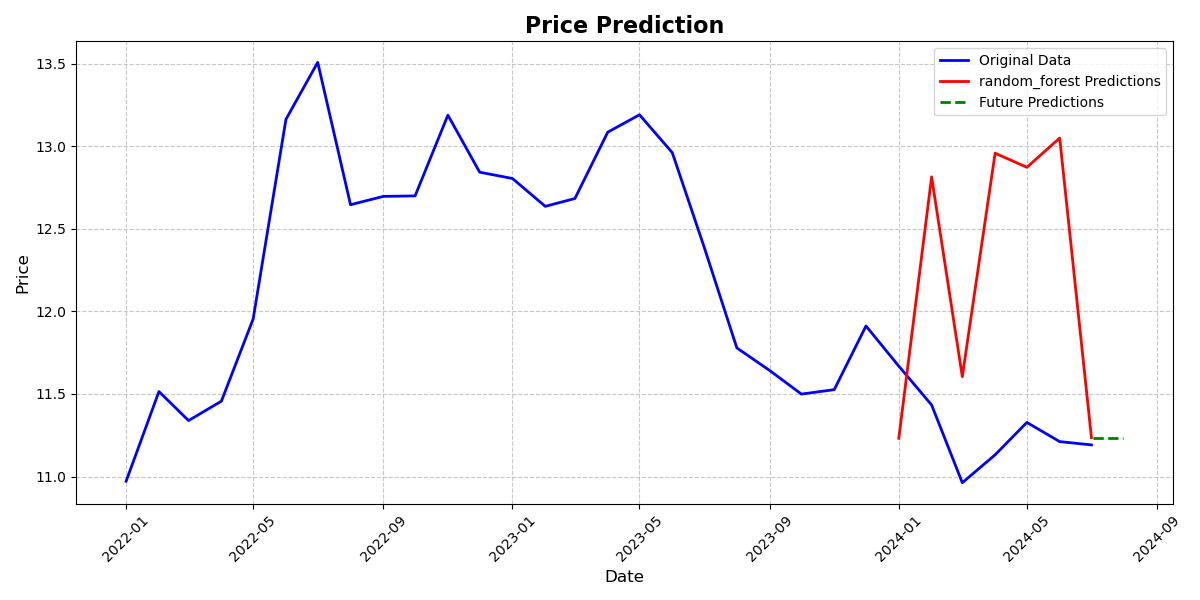 Price Prediction
Original Data
random_forest Predictions
Future Predictions
Price
13.5
13.0
12.5
12.0
11.5
11.0
2022-01
2022-05
2022-09
2023-01
2023-05
2023-09
2024-01
2024-05
2024-09
Date